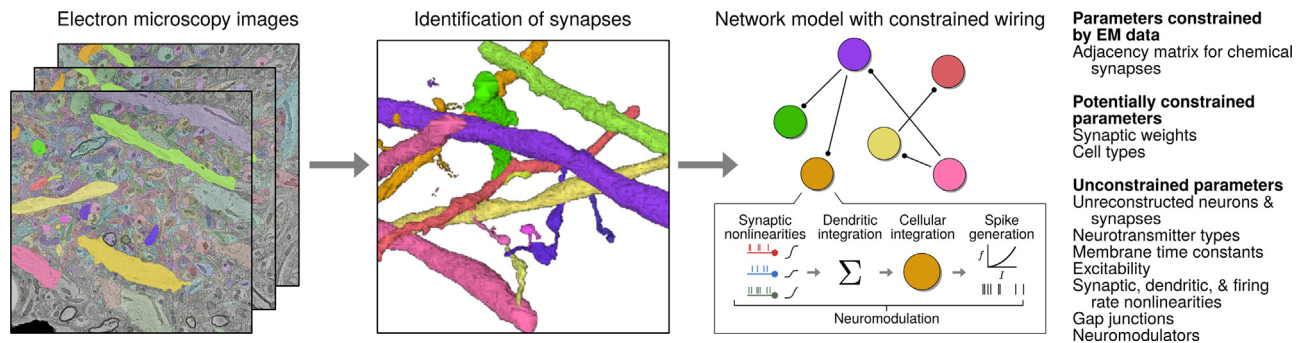 Electron microscopy images
Identification of synapses
Network model with constrained wiring
Synaptic
nonlinearities
Dendritic
integration
Cellular
integration
Spike
generation
Σ
f
I
Neuromodulation
Parameters constrained
by EM data
Adjacency matrix for chemical
synapses
Potentially constrained
parameters
Synaptic weights
Cell types
Unconstrained parameters
Unreconstructed neurons &
synapses
Neurotransmitter types
Membrane time constants
Excitability
Synaptic, dendritic, & firing
rate nonlinearities
Gap junctions
Neuromodulators